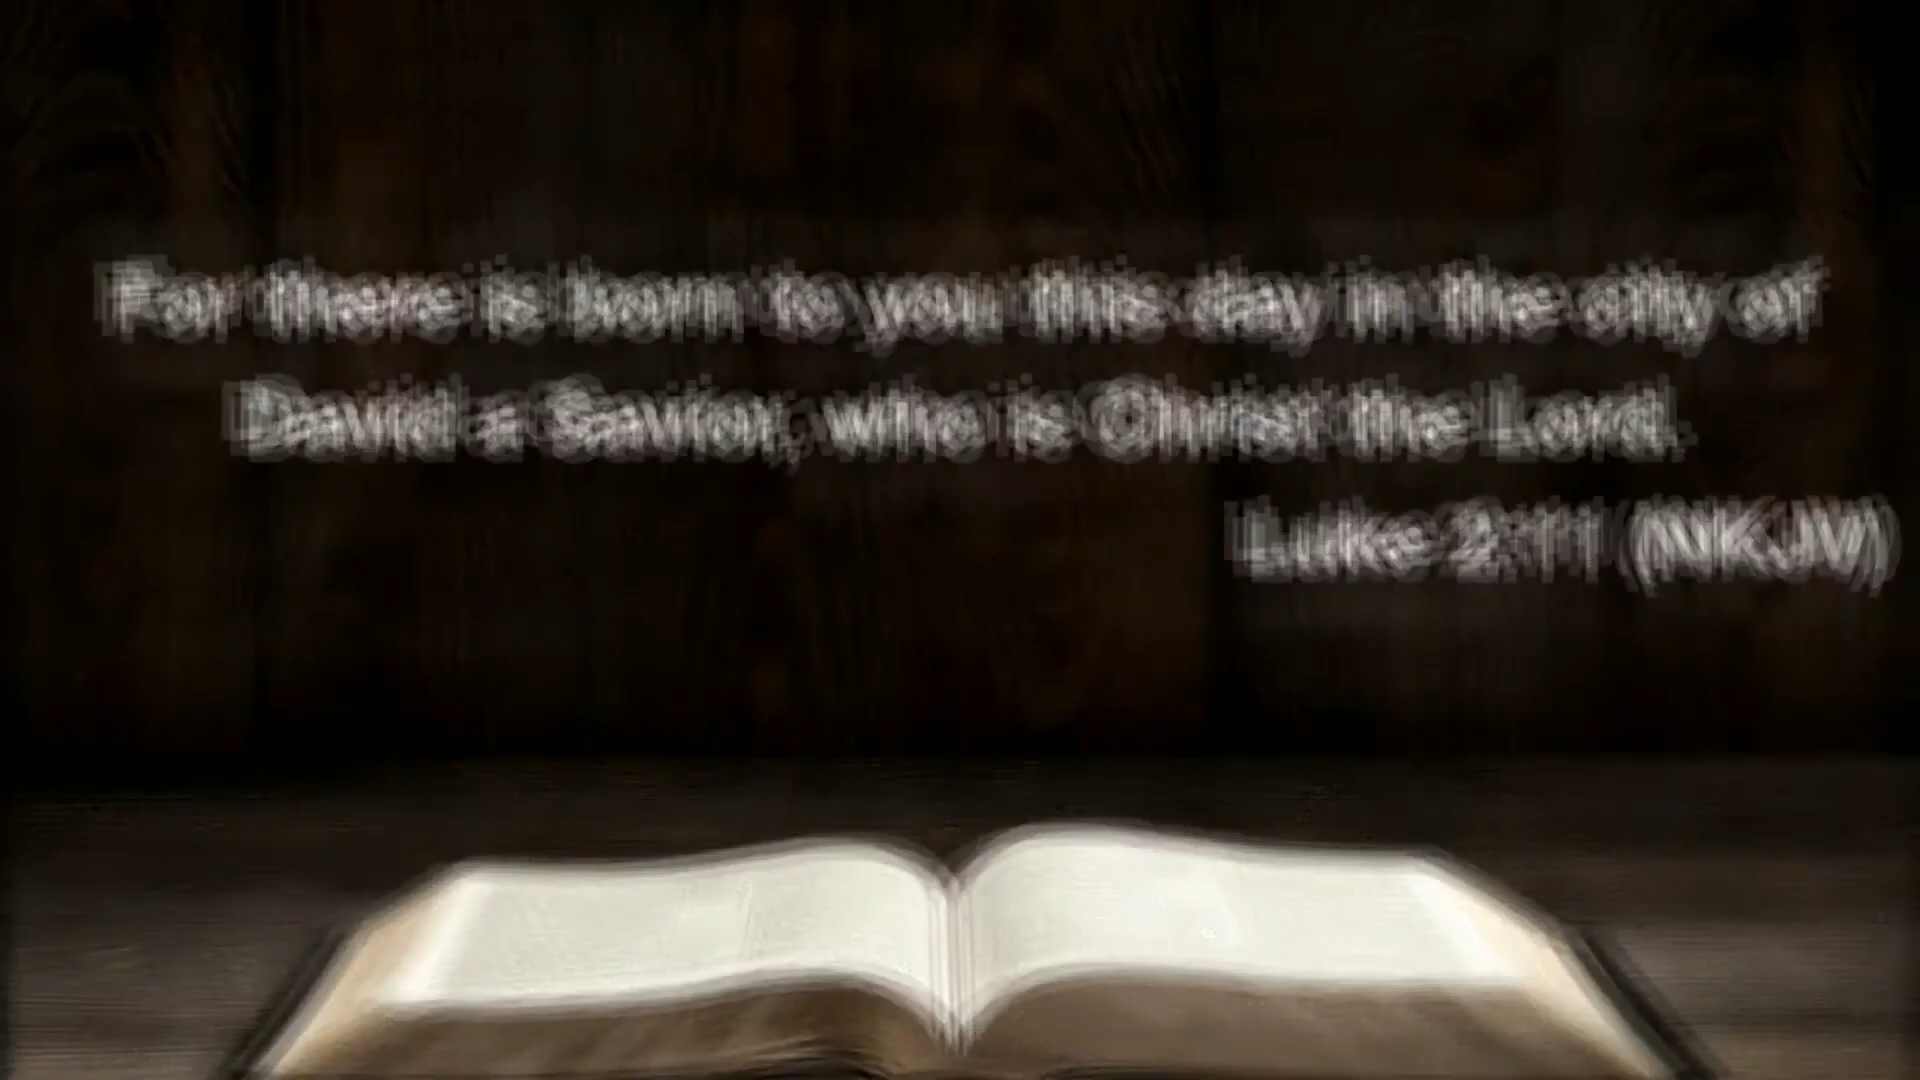 For there is born to you this day in the city of
David a Savior, who is Christ the Lord.
Luke 2:11 (NKJV)